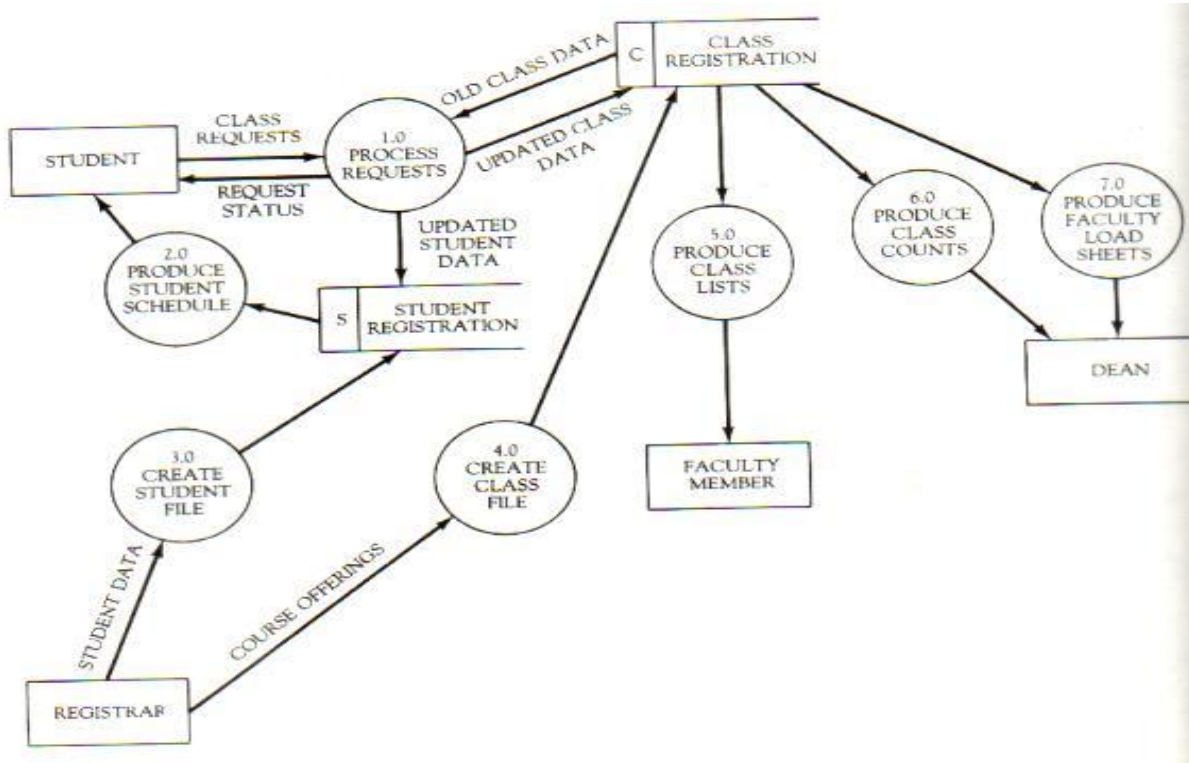 OLD CLASS DATA
C
CLASS
REGISTRATION
CLASS
REQUESTS
1.0
PROCESS
REQUESTS
UPDATED CLASS
DATA
STUDENT
REQUEST
STATUS
UPDATED
STUDENT
DATA
2.0
PRODUCE
STUDENT
SCHEDULE
S
STUDENT
REGISTRATION
5.0
PRODUCE
CLASS
LISTS
6.0
PRODUCE
CLASS
COUNTS
7.0
PRODUCE
FACULTY
LOAD
SHEETS
DEAN
3.0
CREATE
STUDENT
FILE
4.0
CREATE
CLASS
FILE
FACULTY
MEMBER
STUDENT DATA
COURSE OFFERINGS
REGISTRAR